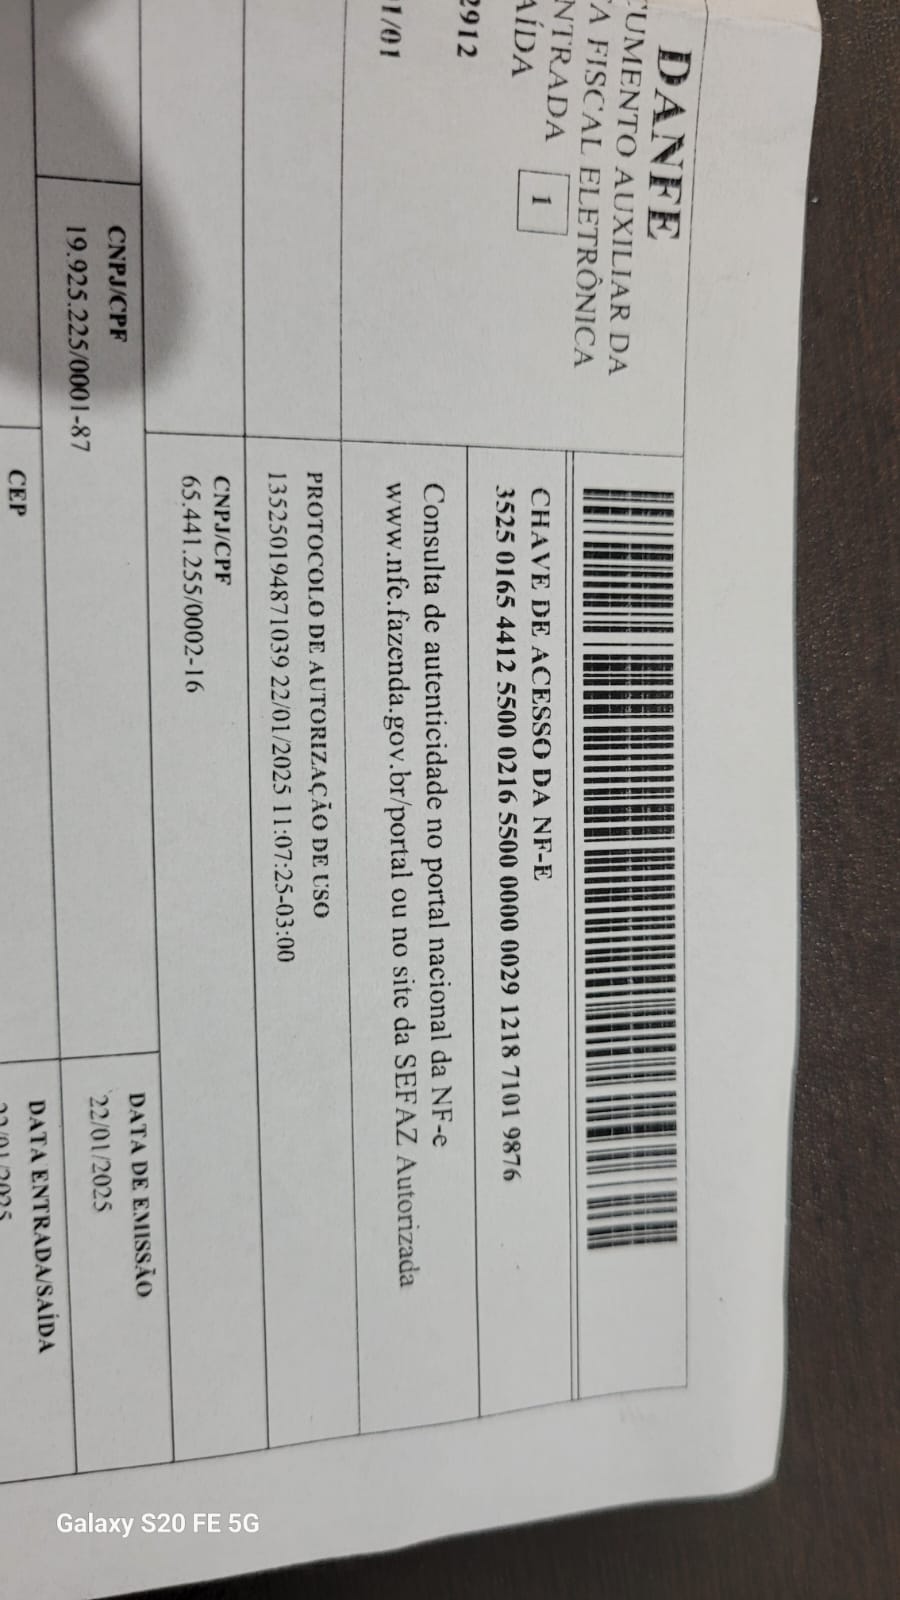 DANFE
CUMENTO AUXILIAR DA
TA FISCAL ELETRÔNICA
NTRADA
AÍDA
1
2912
01/01
CHAVE DE ACESSO DA NF-E
3525 0165 4412 5500 0216 5500 0000 0029 1218 7101 9876
Consulta de autenticidade no portal nacional da NF-e
www.nfe.fazenda.gov.br/portal ou no site da SEFAZ Autorizada
PROTOCOLO DE AUTORIZAÇÃO DE USO
135250194871039 22/01/2025 11:07:25-03:00
CNPJ/CPF
65.441.255/0002-16
CNPJ/CPF
19.925.225/0001-87
DATA DE EMISSÃO
22/01/2025
CEP
DATA ENTRADA/SAÍDA
22/01/2025
Galaxy S20 FE 5G